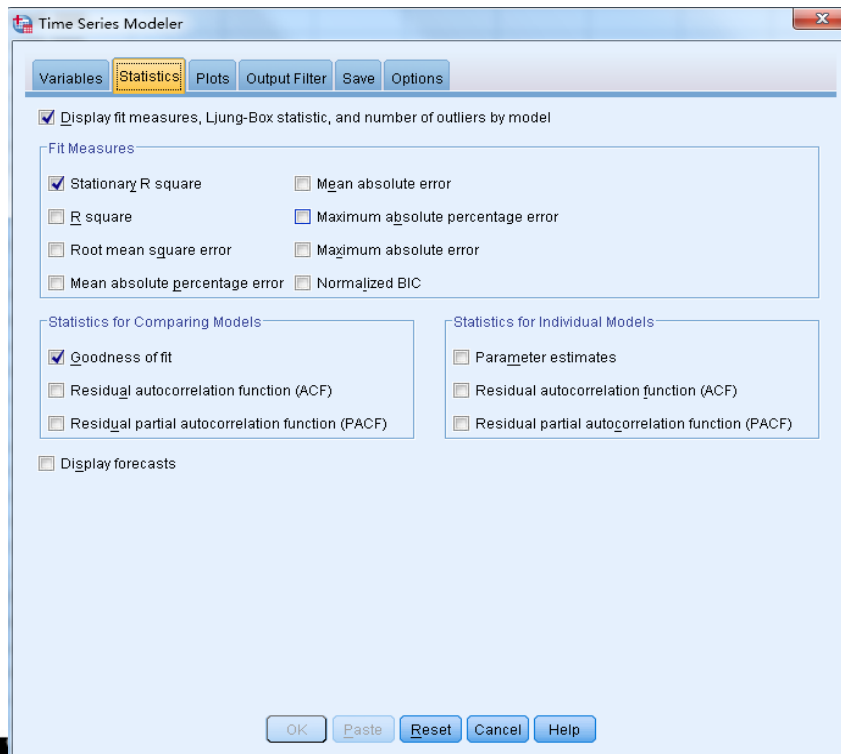 Time Series Modeler
Variables Statistics Plots Output Filter Save Options
Display fit measures, Ljung-Box statistic, and number of outliers by model
Fit Measures
Stationary R square Mean absolute error
R square Maximum absolute percentage error
Root mean square error Maximum absolute error
Mean absolute percentage error Normalized BIC
Statistics for Comparing Models
Goodness of fit
Residual autocorrelation function (ACF)
Residual partial autocorrelation function (PACF)
Statistics for Individual Models
Parameter estimates
Residual autocorrelation function (ACF)
Residual partial autocorrelation function (PACF)
Display forecasts
OK Paste Reset Cancel Help